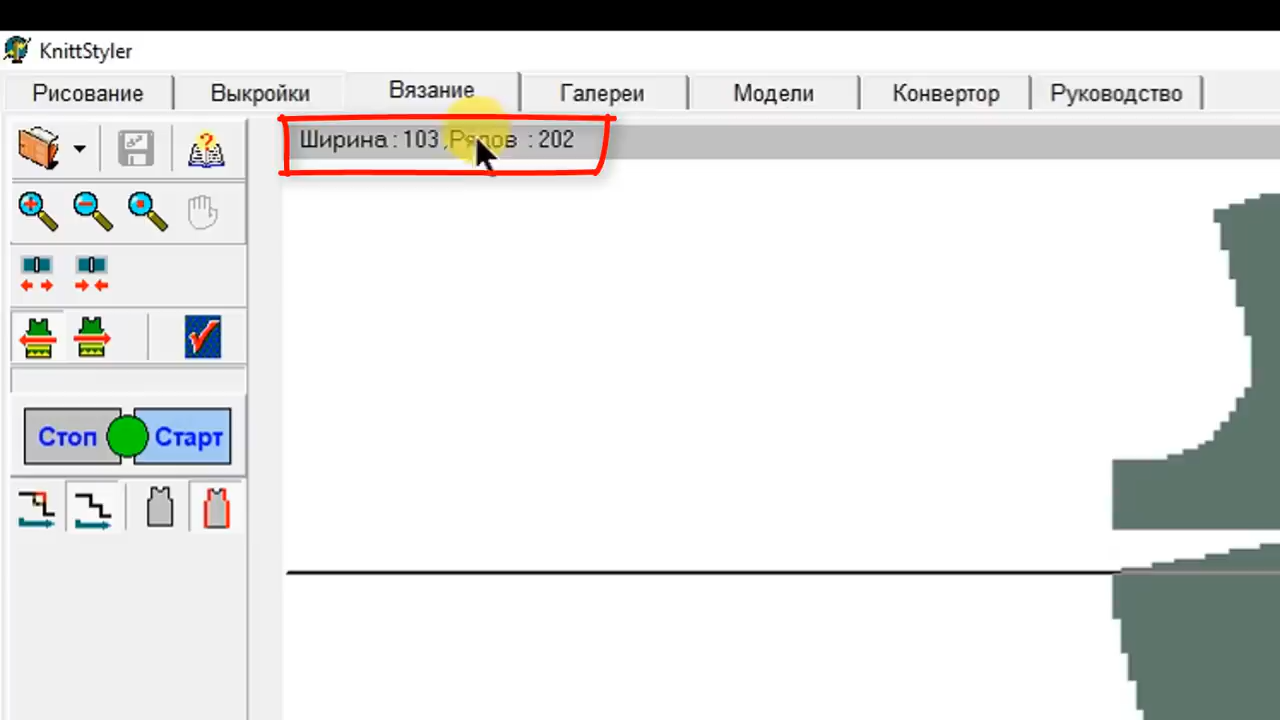 KnittStyler
Рисование Выкройки Вязание Галереи Модели Конвертор Руководство
Ширина : 103 ,Рядов : 202
Стоп Старт